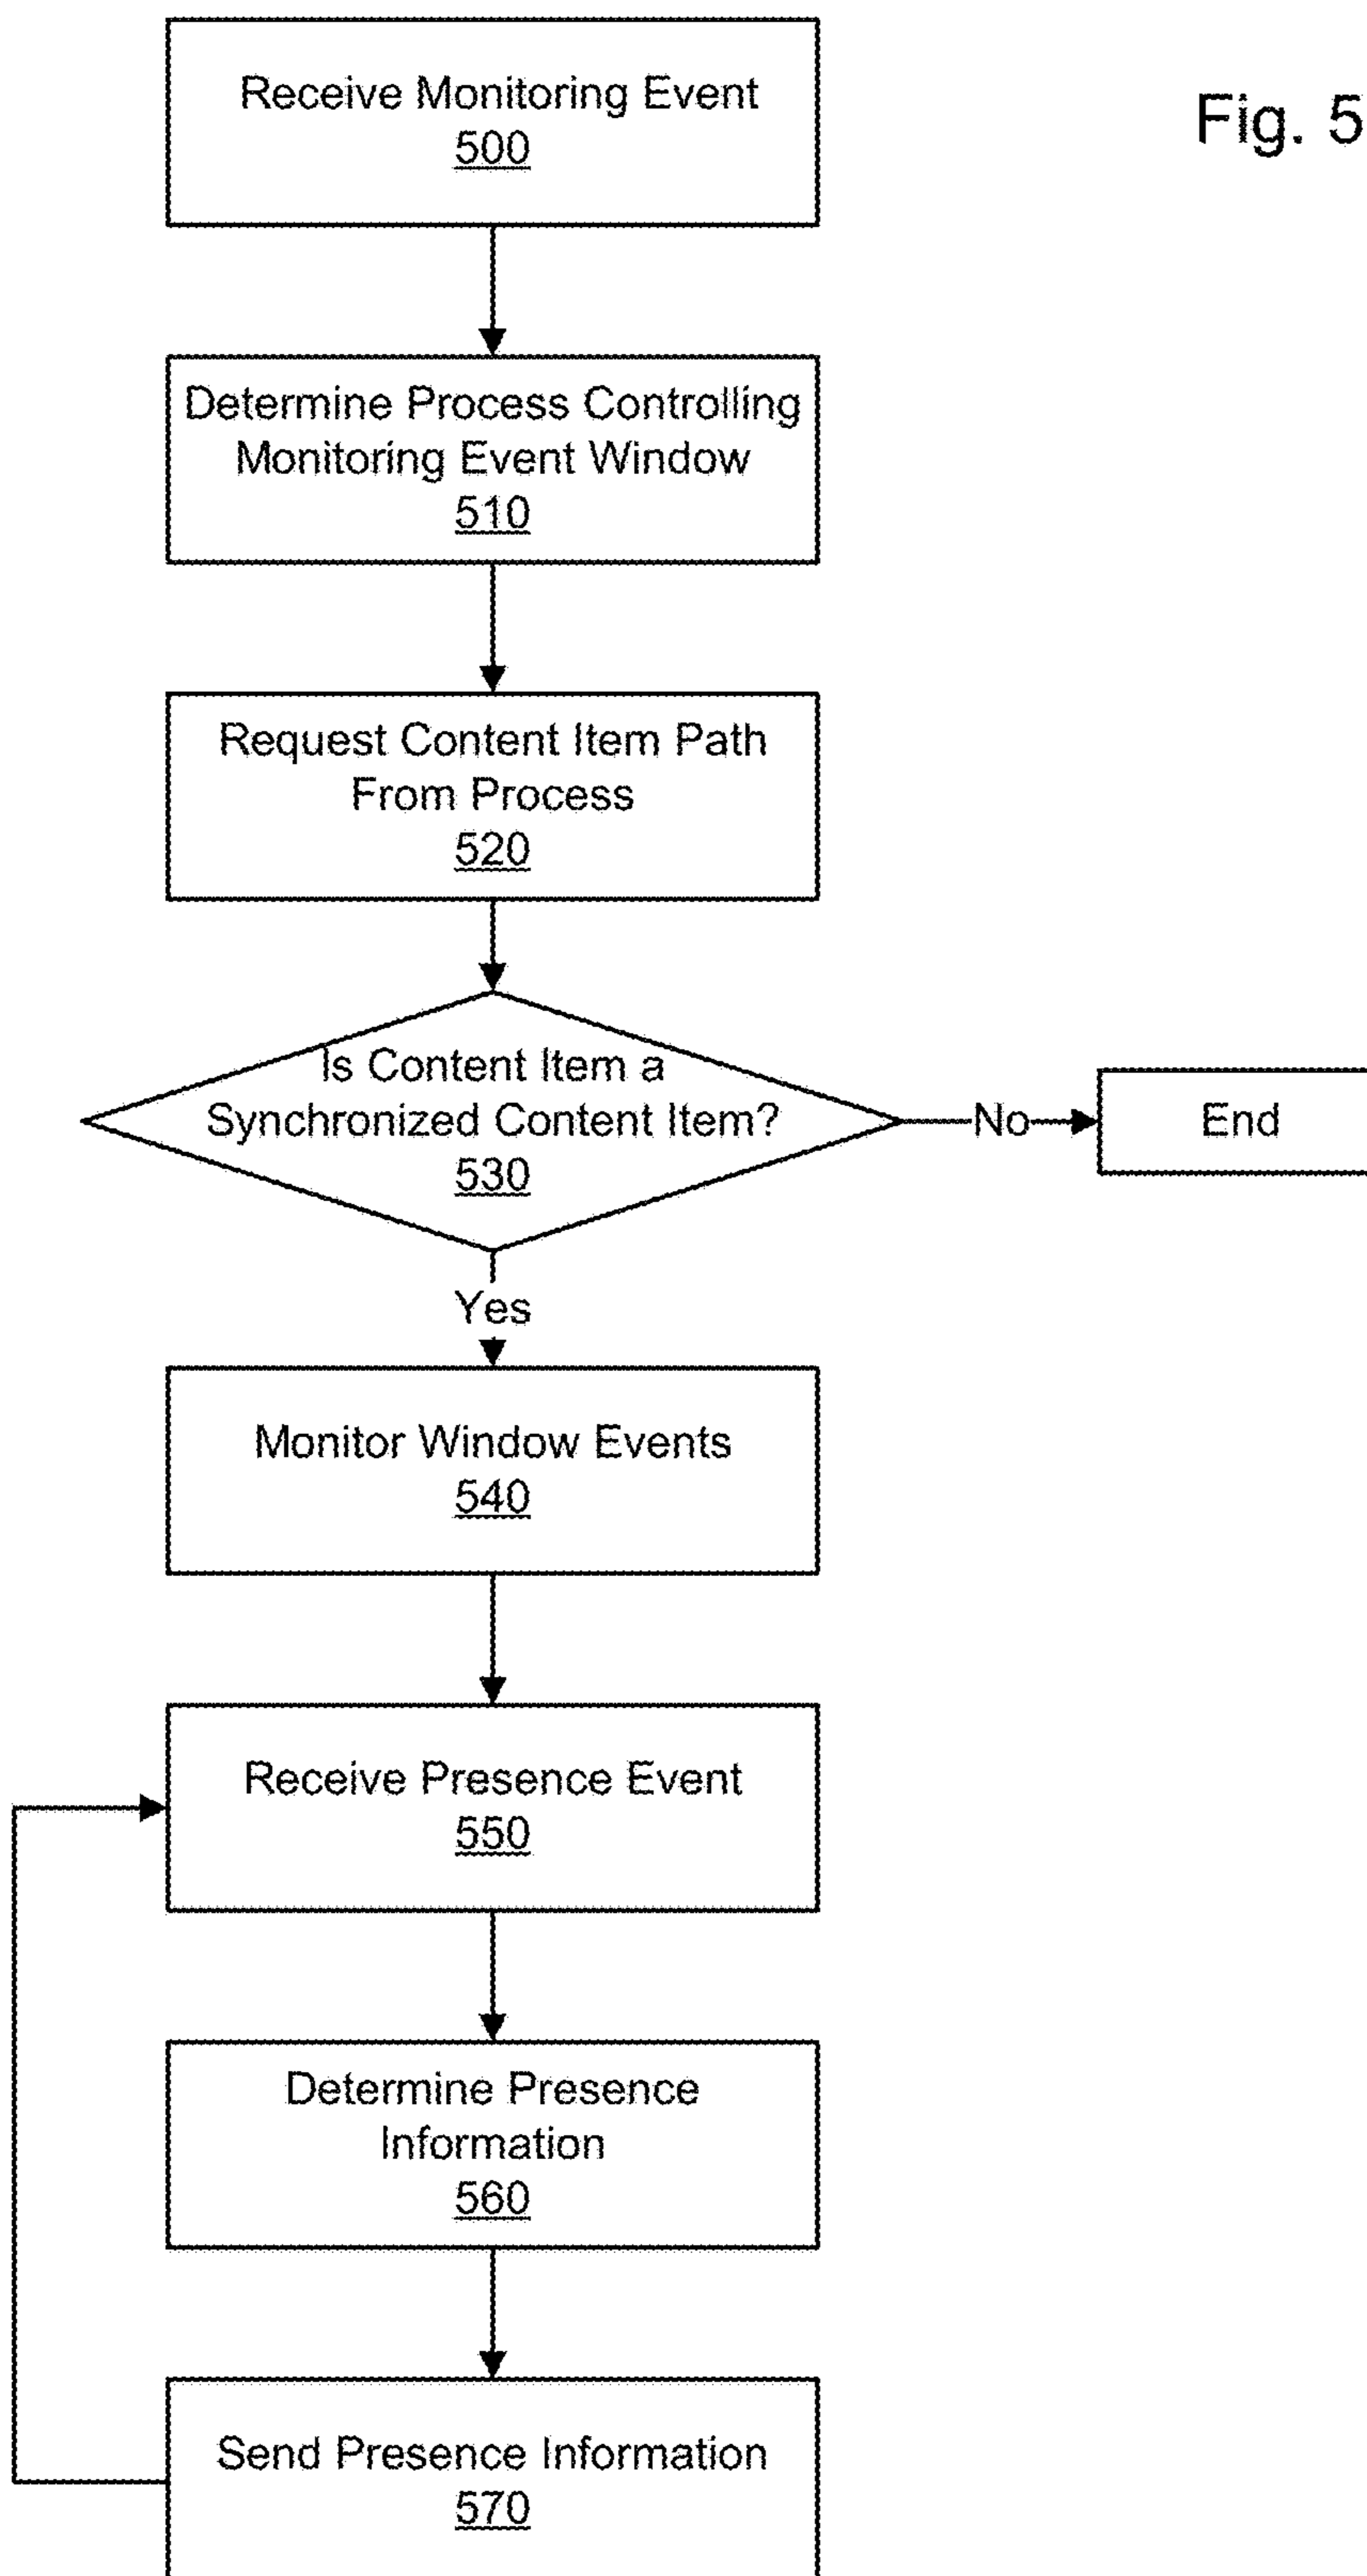 Fig. 5
Receive Monitoring Event
500
Determine Process Controlling
Monitoring Event Window
510
Request Content Item Path
From Process
520
Is Content Item a
Synchronized Content Item?
530
No
End
Yes
Monitor Window Events
540
Receive Presence Event
550
Determine Presence
Information
560
Send Presence Information
570